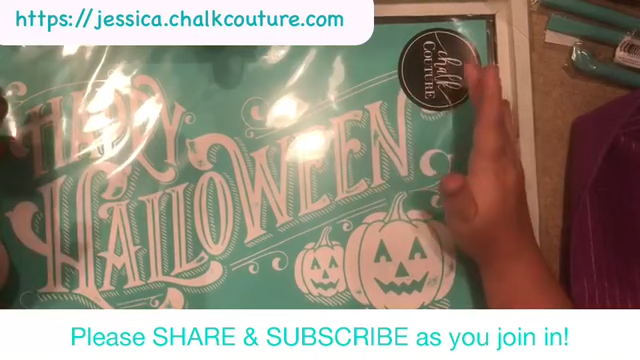 https://jessica.chalkcouture.com
chalk
COUTURE
HAPPY
HALLOWEEN
Please SHARE & SUBSCRIBE as you join in!